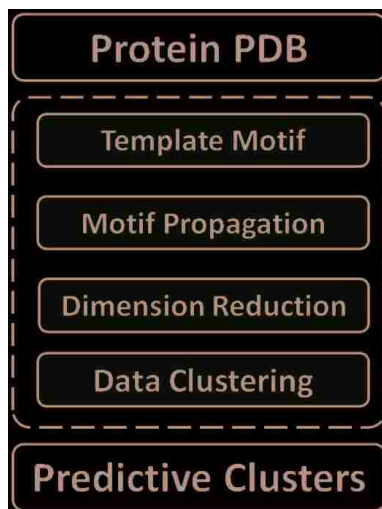 Protein PDB
Template Motif
Motif Propagation
Dimension Reduction
Data Clustering
Predictive Clusters